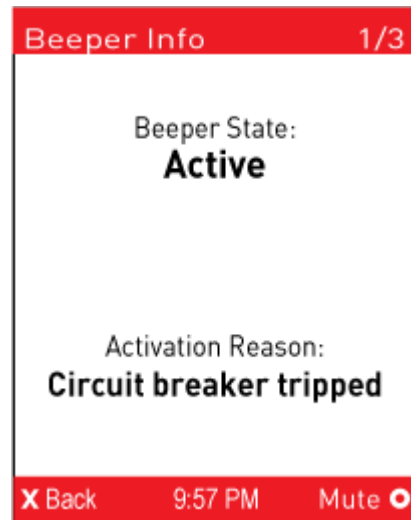 Beeper Info 1/3
Beeper State:
Active
Activation Reason:
Circuit breaker tripped
X Back 9:57 PM Mute O